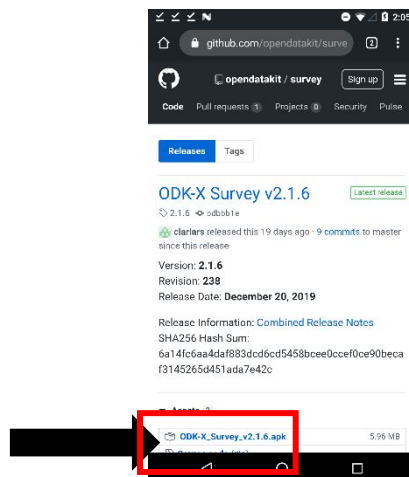 2:05
github.com/opendatakit/surve 2
opendatakit / survey Sign up
Code Pull requests 1 Projects 0 Security Pulse
Releases Tags
ODK-X Survey v2.1.6 Latest release
2.1.6 bdbbb1e
clarlars released this 19 days ago · 9 commits to master
since this release
Version: 2.1.6
Revision: 238
Release Date: December 20, 2019
Release Information: Combined Release Notes
SHA256 Hash Sum:
6a14fc6aa4daf883dcd6cd5458bcee0ccef0ce90beca
f3145265d451ada7e42c
Assets
ODK-X_Survey_v2.1.6.apk 5.96 MB